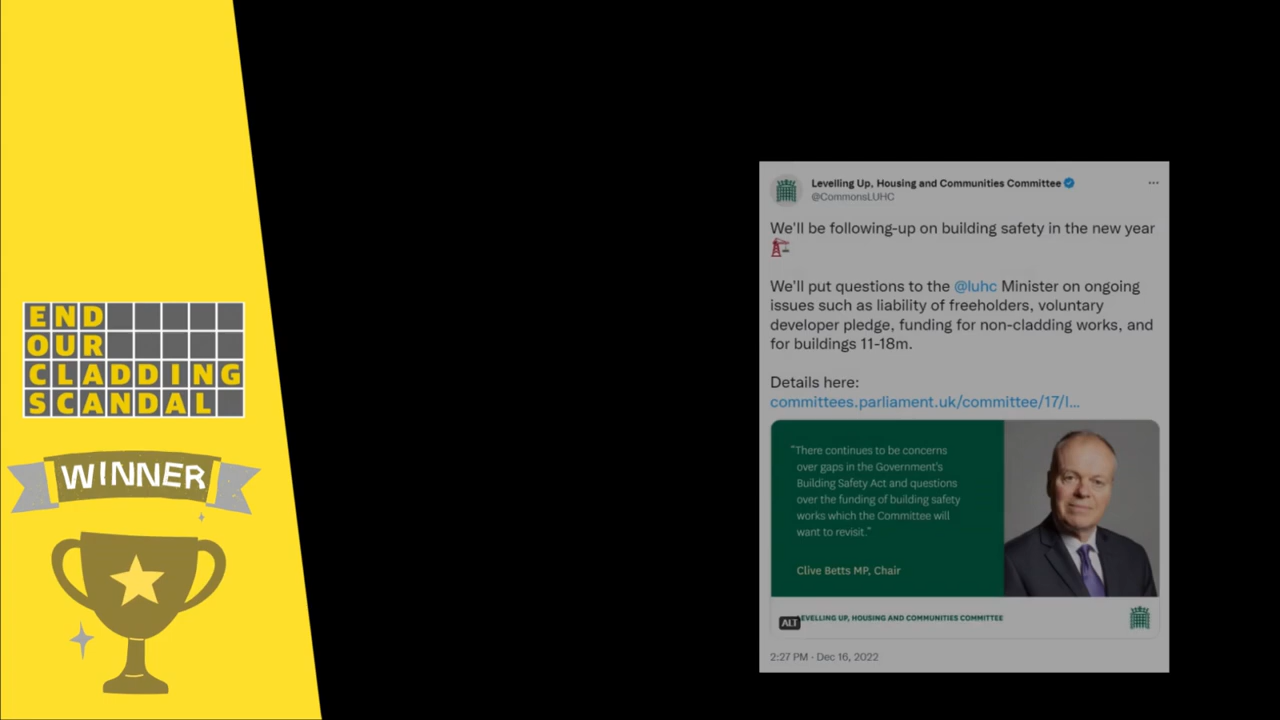 END
OUR
CLADDING
SCANDAL
WINNER
Levelling Up, Housing and Communities Committee
@CommonsLUHC
We'll be following-up on building safety in the new year
We'll put questions to the @luhc Minister on ongoing
issues such as liability of freeholders, voluntary
developer pledge, funding for non-cladding works, and
for buildings 11-18m.
Details here:
committees.parliament.uk/committee/17/l...
"There continues to be concerns
over gaps in the Government's
Building Safety Act and questions
over the funding of building safety
works which the Committee will
want to revisit."
Clive Betts MP, Chair
ALT EVELLING UP, HOUSING AND COMMUNITIES COMMITTEE
2:27 PM · Dec 16, 2022